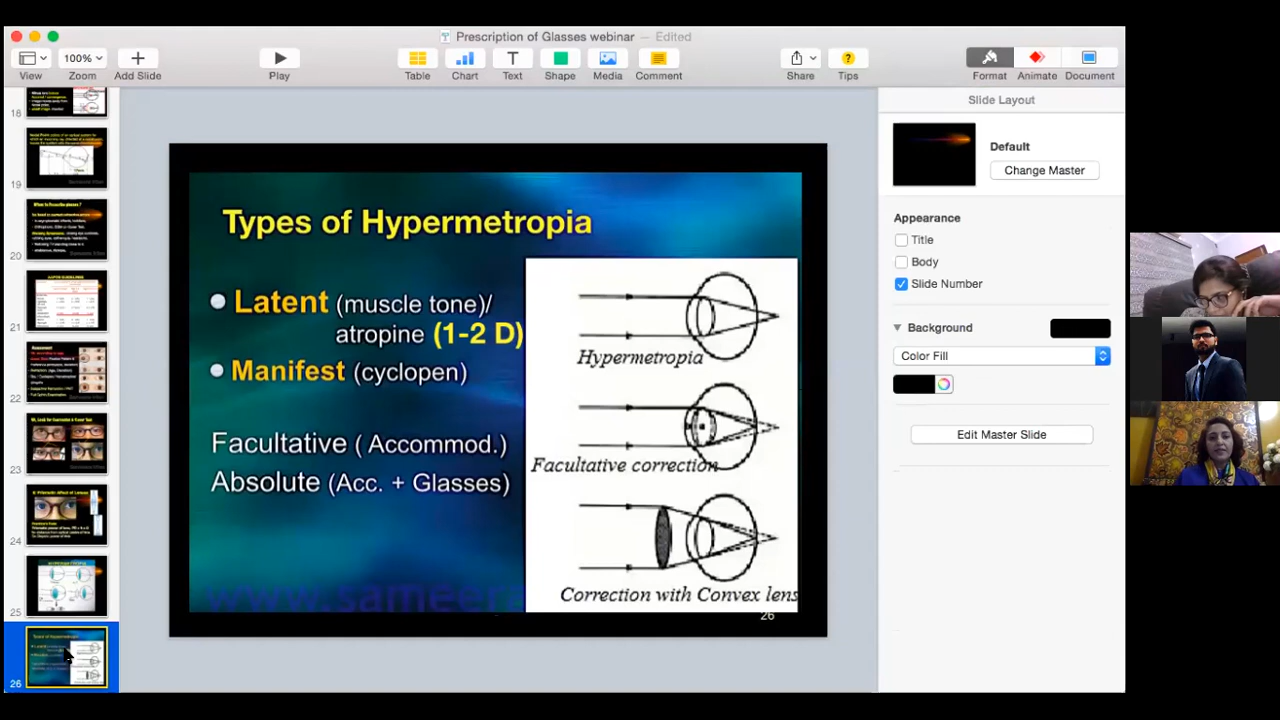 Prescription of Glasses webinar — Edited
View
100%
Zoom
Add Slide
Play
Table
Chart
Text
Shape
Media
Comment
Share
Tips
Format
Animate
Document
Slide Layout
Default
Change Master
Appearance
Title
Body
Slide Number
Background
Color Fill
Edit Master Slide
18
19
20
21
22
23
24
25
26
Types of Hypermetropia
Latent (muscle tone)/
atropine (1-2 D)
Manifest (cyclopen)
Facultative ( Accommod.)
Absolute (Acc. + Glasses)
Hypermetropia
Facultative correction
Correction with Convex lens
www.sameer
26